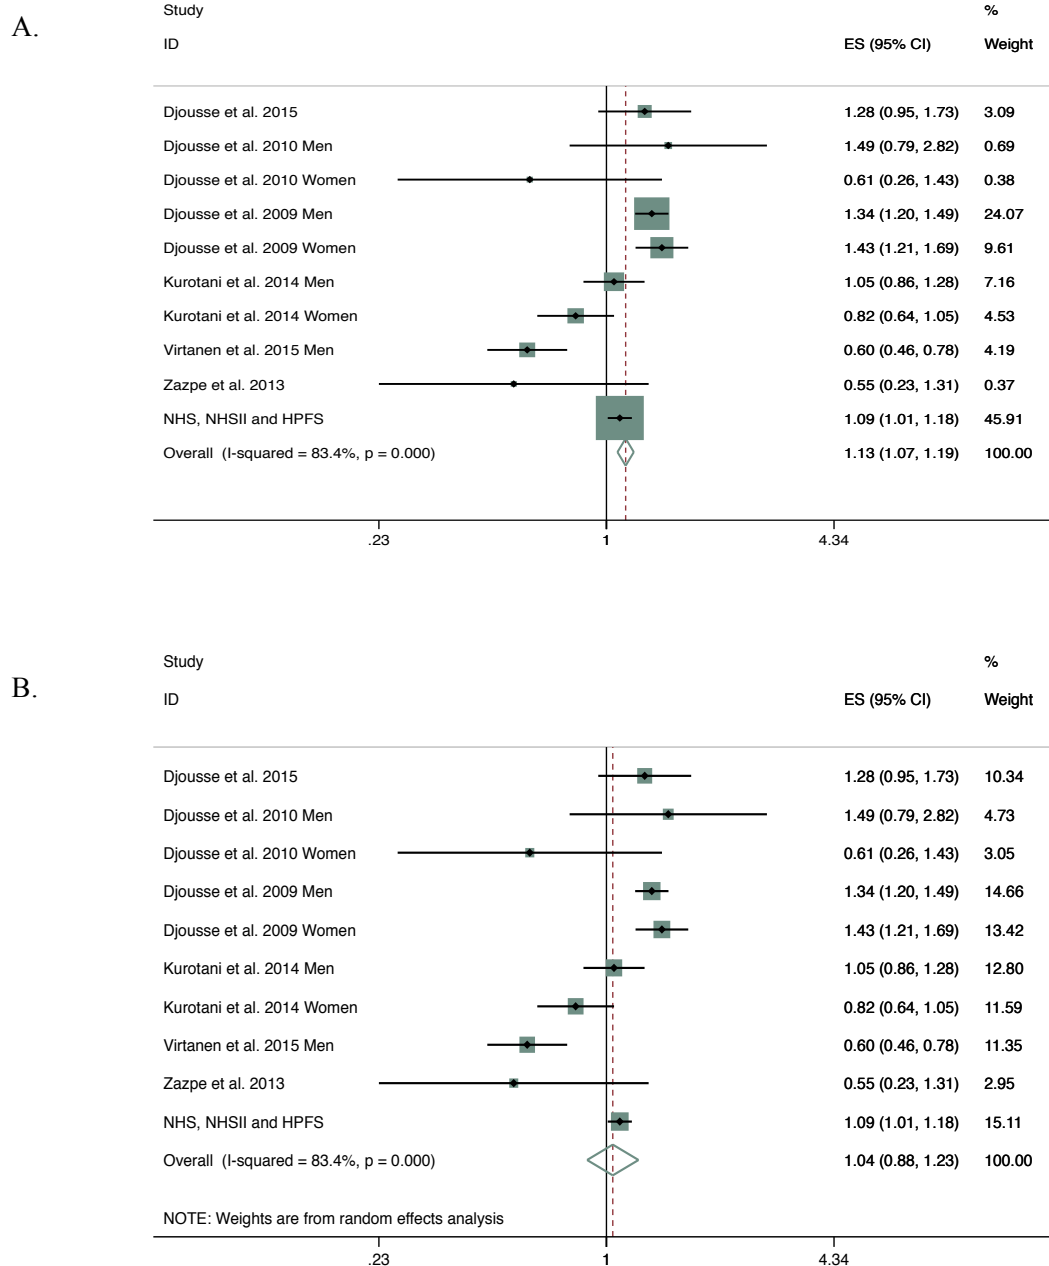 A.
Study %
ID ES (95% CI) Weight
Djousse et al. 2015 1.28 (0.95, 1.73) 3.09
Djousse et al. 2010 Men 1.49 (0.79, 2.82) 0.69
Djousse et al. 2010 Women 0.61 (0.26, 1.43) 0.38
Djousse et al. 2009 Men 1.34 (1.20, 1.49) 24.07
Djousse et al. 2009 Women 1.43 (1.21, 1.69) 9.61
Kurotani et al. 2014 Men 1.05 (0.86, 1.28) 7.16
Kurotani et al. 2014 Women 0.82 (0.64, 1.05) 4.53
Virtanen et al. 2015 Men 0.60 (0.46, 0.78) 4.19
Zazpe et al. 2013 0.55 (0.23, 1.31) 0.37
NHS, NHSII and HPFS 1.09 (1.01, 1.18) 45.91
Overall (I-squared = 83.4%, p = 0.000) 1.13 (1.07, 1.19) 100.00
.23 1 4.34
B.
Study %
ID ES (95% CI) Weight
Djousse et al. 2015 1.28 (0.95, 1.73) 10.34
Djousse et al. 2010 Men 1.49 (0.79, 2.82) 4.73
Djousse et al. 2010 Women 0.61 (0.26, 1.43) 3.05
Djousse et al. 2009 Men 1.34 (1.20, 1.49) 14.66
Djousse et al. 2009 Women 1.43 (1.21, 1.69) 13.42
Kurotani et al. 2014 Men 1.05 (0.86, 1.28) 12.80
Kurotani et al. 2014 Women 0.82 (0.64, 1.05) 11.59
Virtanen et al. 2015 Men 0.60 (0.46, 0.78) 11.35
Zazpe et al. 2013 0.55 (0.23, 1.31) 2.95
NHS, NHSII and HPFS 1.09 (1.01, 1.18) 15.11
Overall (I-squared = 83.4%, p = 0.000) 1.04 (0.88, 1.23) 100.00
NOTE: Weights are from random effects analysis
.23 1 4.34